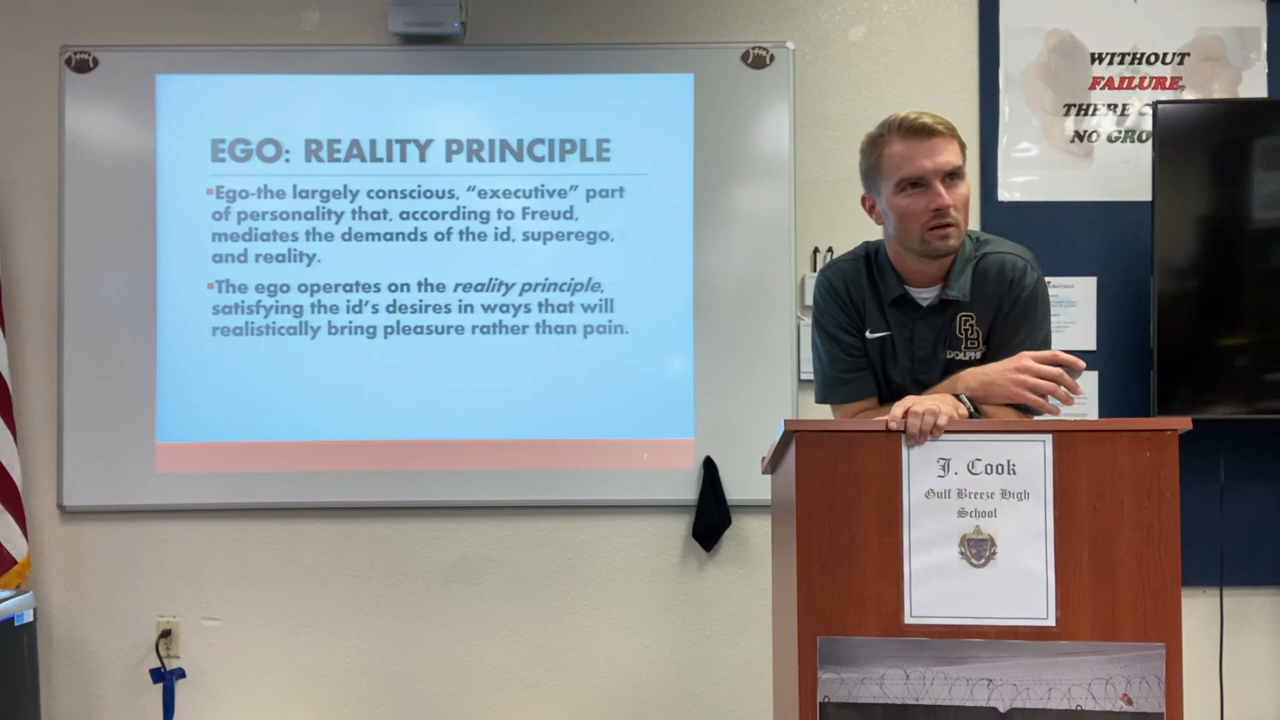 EGO: REALITY PRINCIPLE
▪Ego-the largely conscious, “executive” part
of personality that, according to Freud,
mediates the demands of the id, superego,
and reality.
▪The ego operates on the reality principle,
satisfying the id’s desires in ways that will
realistically bring pleasure rather than pain.
WITHOUT
FAILURE,
THERE
NO
GB
DOLPH
J. Cook
Gulf Breeze High
School